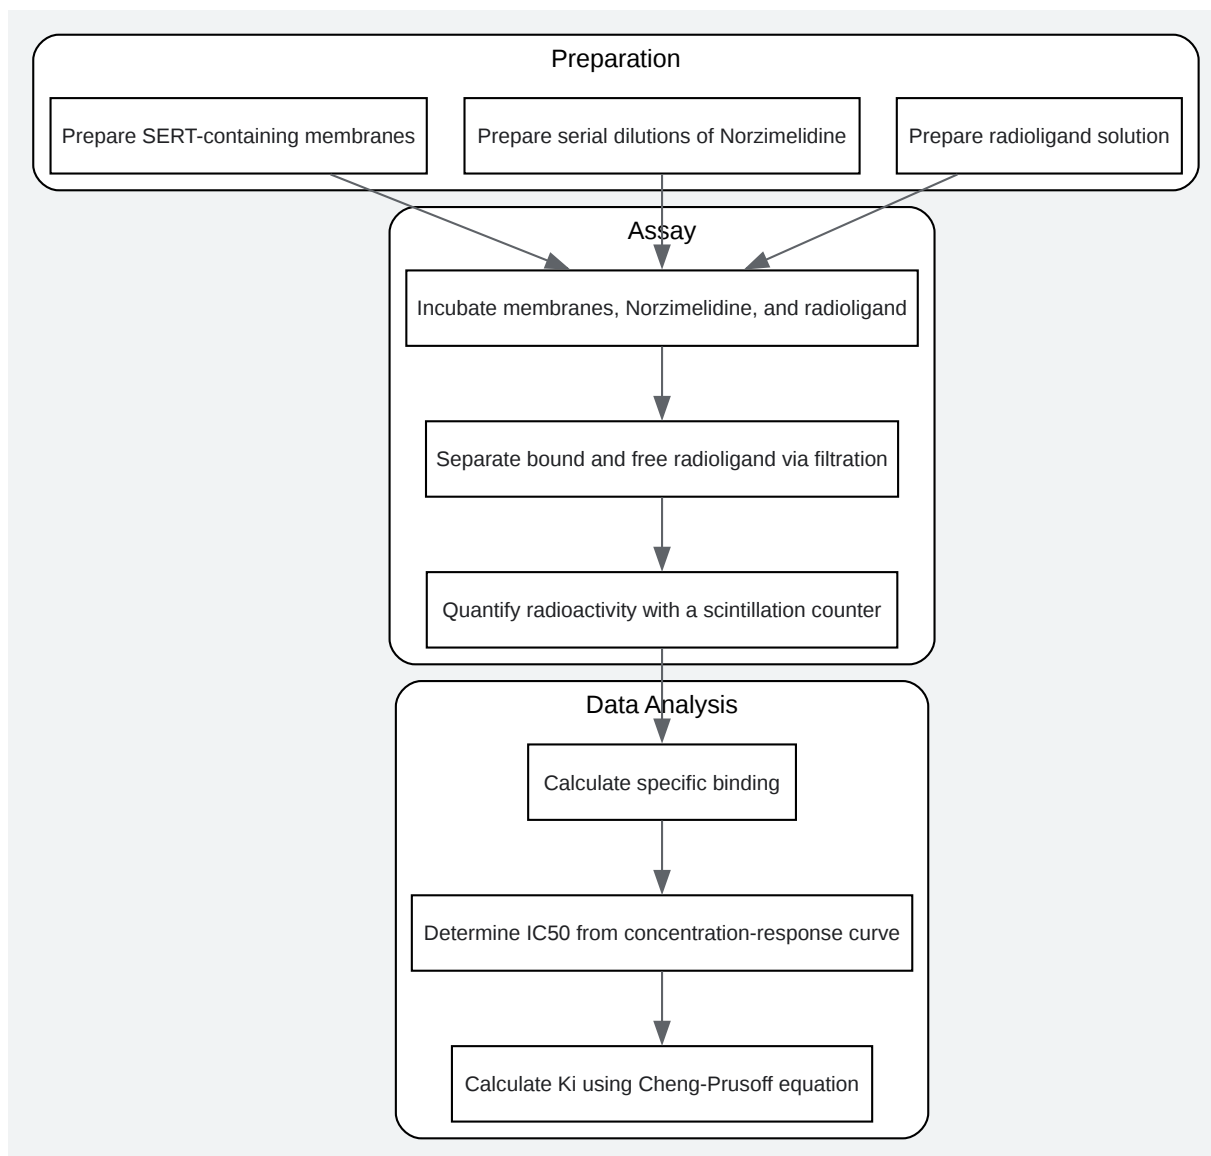 Preparation
Prepare SERT-containing membranes
Prepare serial dilutions of Norzimelidine
Prepare radioligand solution
Assay
Incubate membranes, Norzimelidine, and radioligand
Separate bound and free radioligand via filtration
Quantify radioactivity with a scintillation counter
Data Analysis
Calculate specific binding
Determine IC50 from concentration-response curve
Calculate Ki using Cheng-Prusoff equation